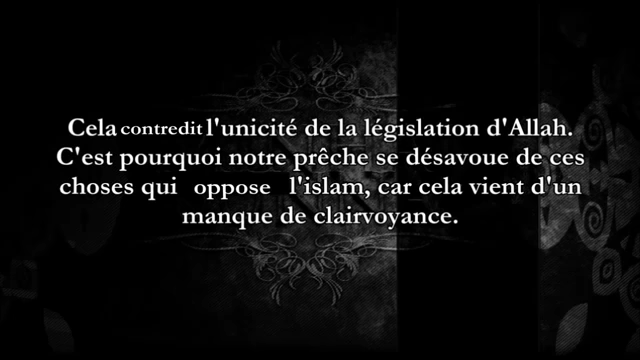 Cela contredit l'unicité de la législation d'Allah.
C'est pourquoi notre prêche se désavoue de ces
choses qui oppose l'islam, car cela vient d'un
manque de clairvoyance.